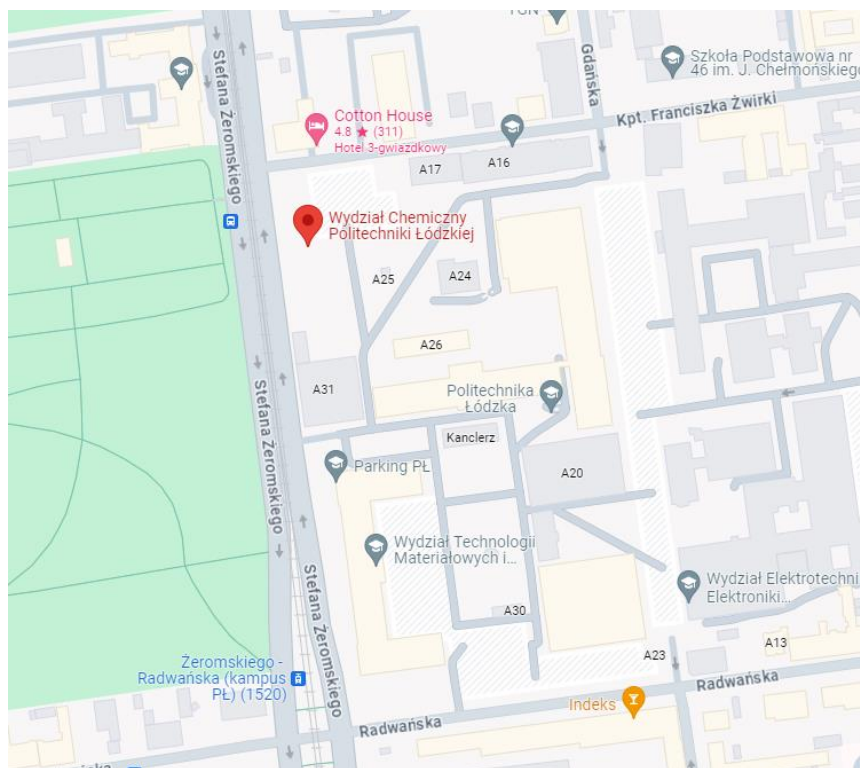 Stefana Żeromskiego
Gdańska
Szkoła Podstawowa nr
46 im. J. Chełmońskiego
Kpt. Franciszka Żwirki
Cotton House
4.8 ★ (311)
Hotel 3-gwiazdkowy
A17
A16
Wydział Chemiczny
Politechniki Łódzkiej
A25
A24
A26
A31
Stefana Żeromskiego
Politechnika
Łódzka
Kanclerz
Parking PŁ
A20
Wydział Technologii
Materiałowych i...
Stefana Żeromskiego
Wydział Elektrotechni
Elektroniki...
A30
A13
A23
Żeromskiego -
Radwańska (kampus
PŁ) (1520)
Radwańska
Indeks
Radwańska